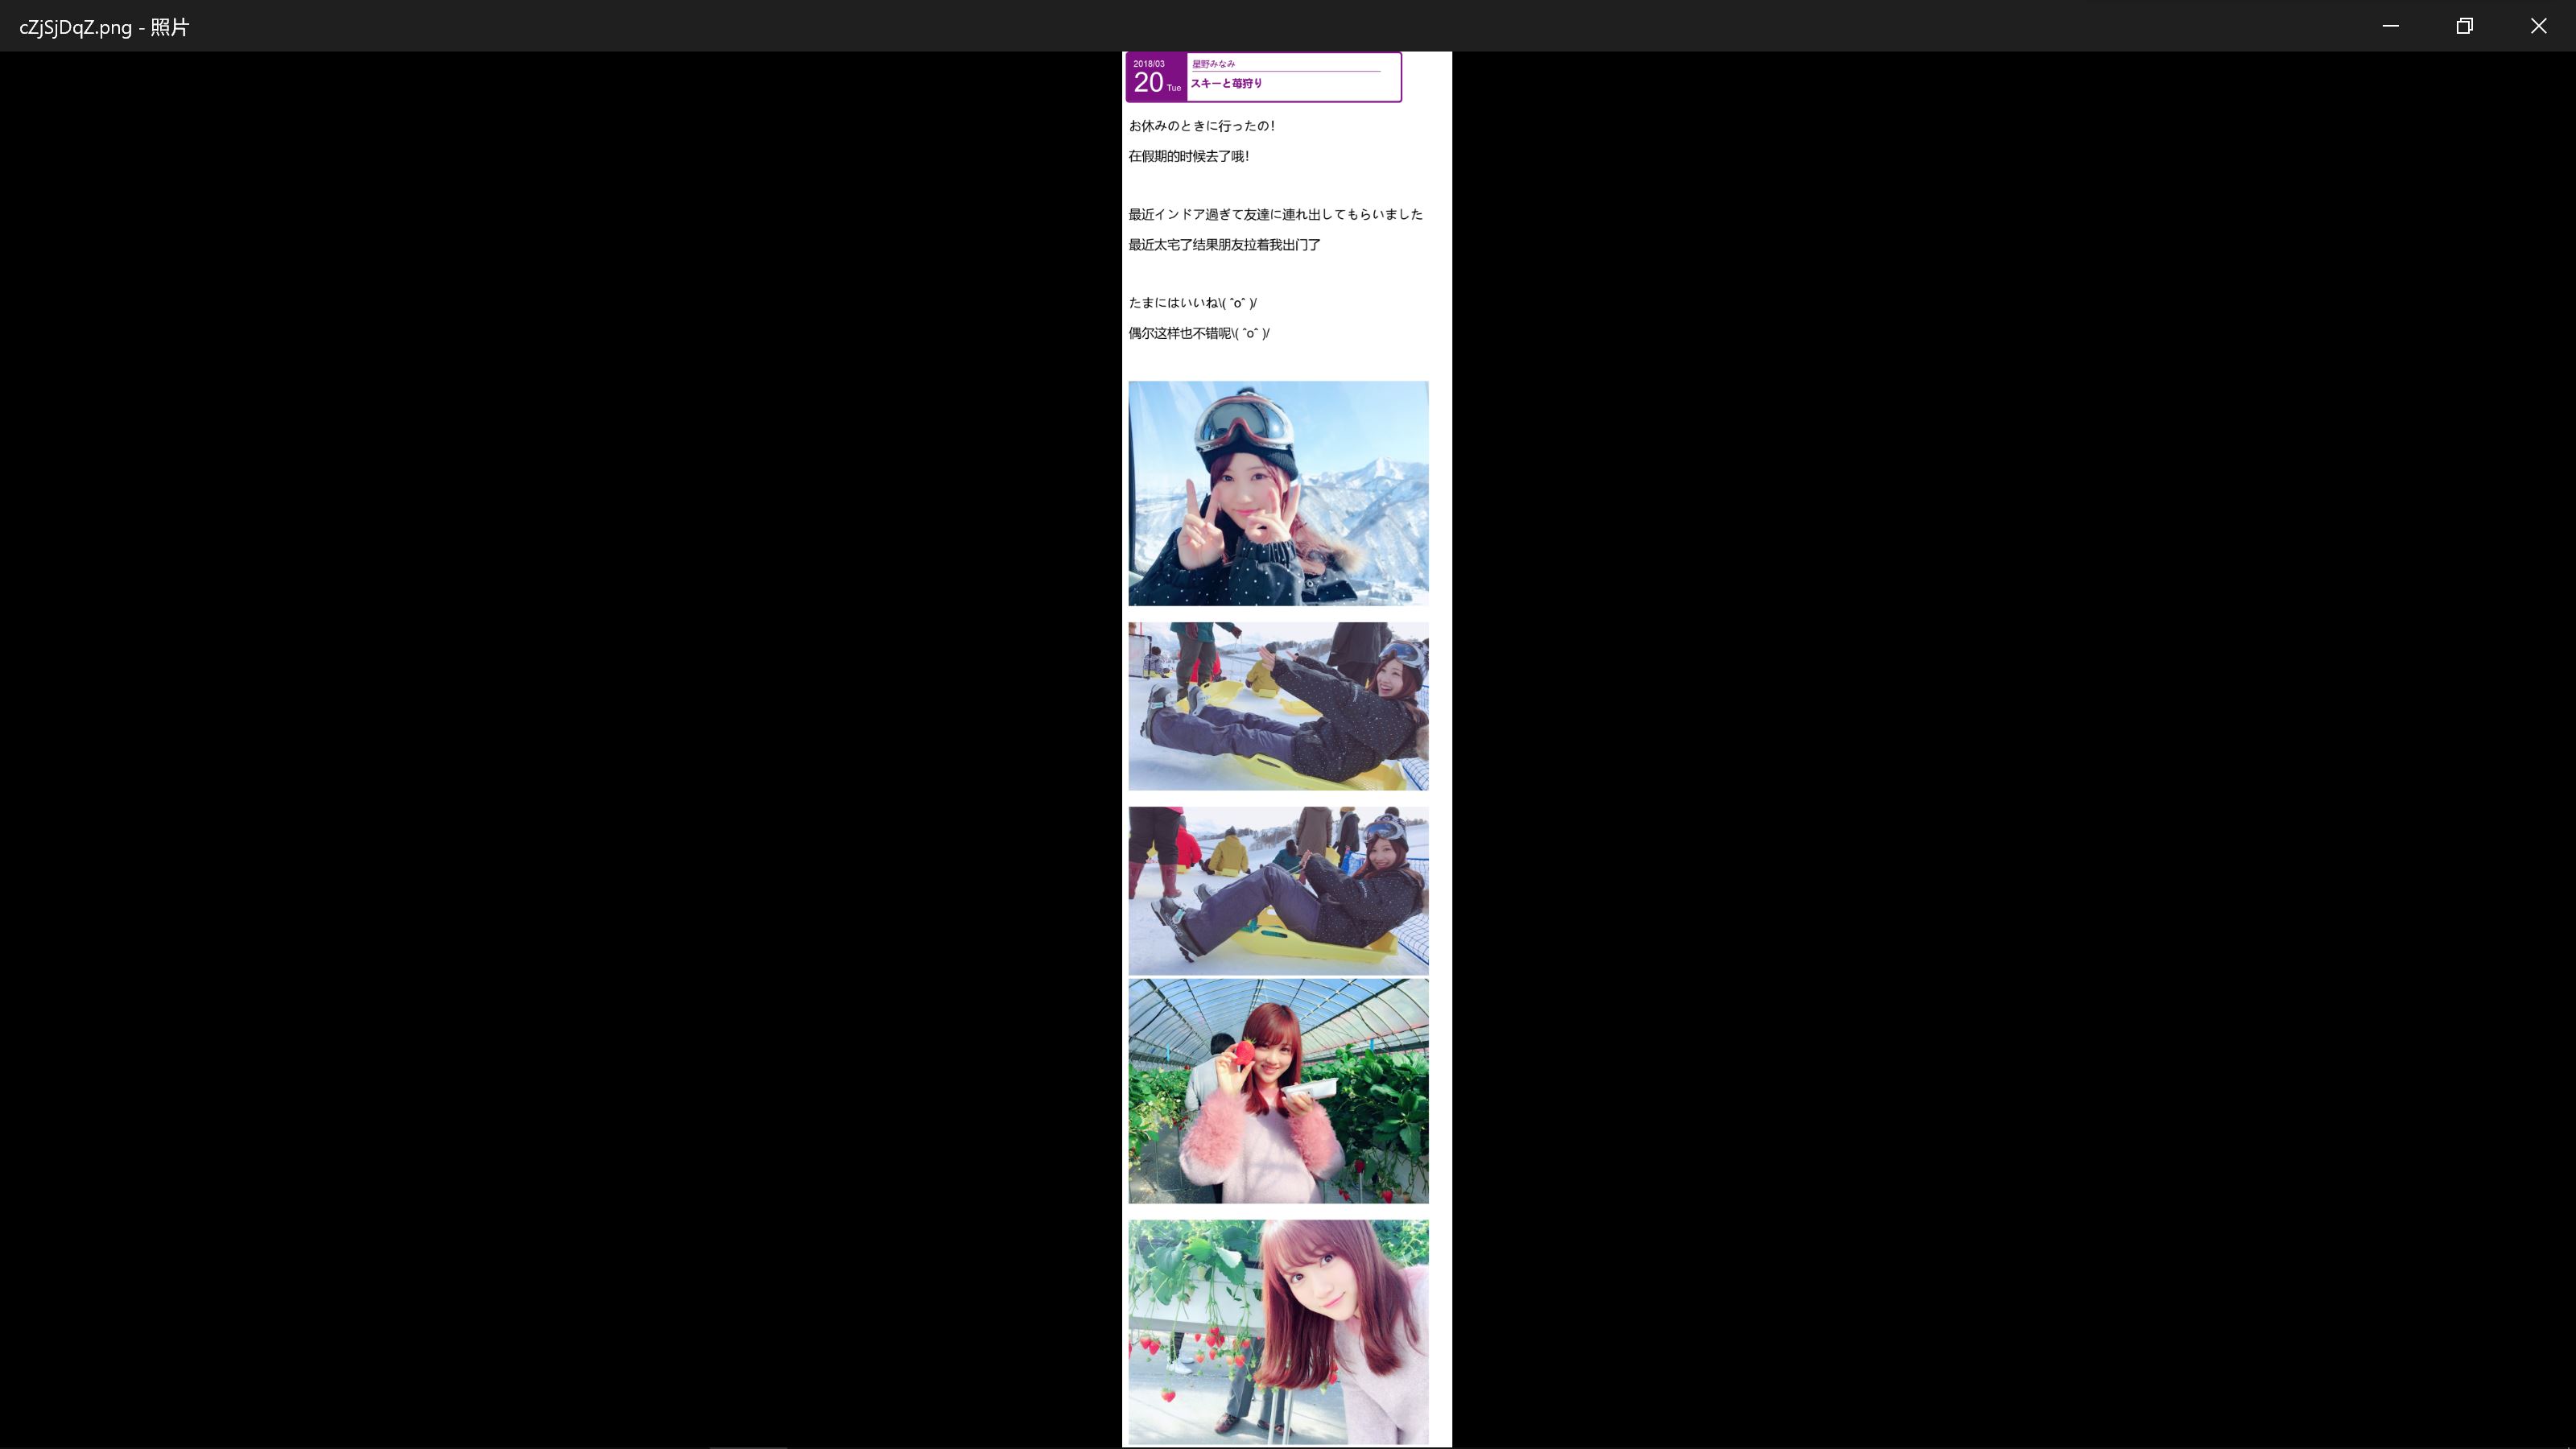 cZjSjDqZ.png - 照片
2018/03
20 Tue
星野みなみ
スキーと苺狩り
お休みのときに行ったの！
在假期的时候去了哦！
最近インドア過ぎて友達に連れ出してもらいました
最近太宅了结果朋友拉着我出门了
たまにはいいね\( ˆoˆ )/
偶尔这样也不错呢\( ˆoˆ )/